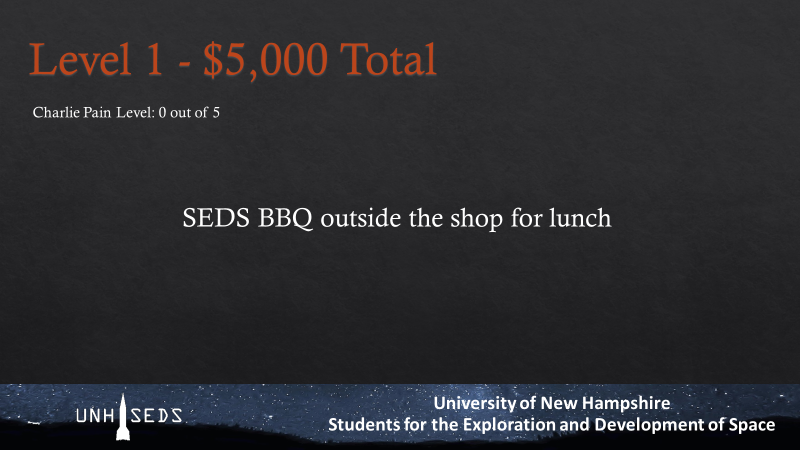 Level 1 - $5,000 Total
Charlie Pain Level: 0 out of 5
SEDS BBQ outside the shop for lunch
UNH SEDS
University of New Hampshire
Students for the Exploration and Development of Space